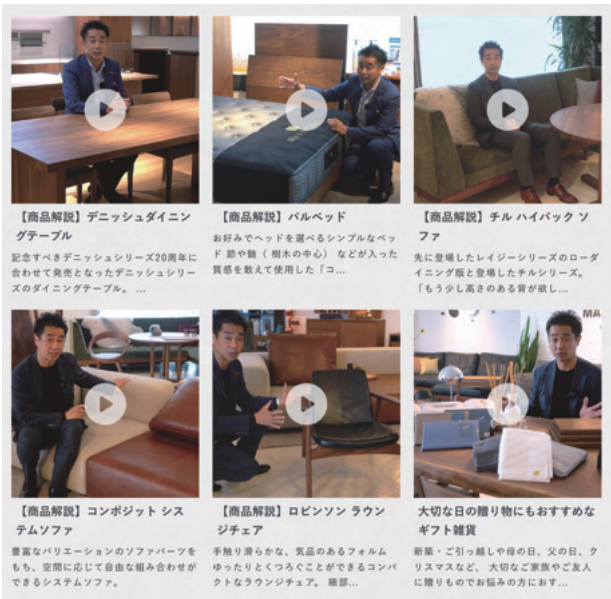 【商品解説】デニッシュダイニン
グテーブル
記念すべきデニッシュシリーズ20周年に
合わせて発売となったデニッシュシリー
ズのダイニングテーブル。 ...
【商品解説】パルベッド
お好みでヘッドを選べるシンプルなベッ
ド 節や髄（ 樹木の中心） などが入った
質感を敢えて使用した「コ...
【商品解説】チル ハイバック ソ
ファ
先に登場したレイジーシリーズのローダ
イニング版と登場したチルシリーズ。
「もう少し高さのある背が欲し...
【商品解説】コンポジット シス
テムソファ
豊富なバリエーションのソファパーツを
もち、空間に応じて自由な組み合わせが
できるシステムソファ。
【商品解説】ロビンソン ラウン
ジチェア
手触り滑らかな、気品のあるフォルム
ゆったりとくつろぐことができるコンパ
クトなラウンジチェア。 細部...
MA
大切な日の贈り物にもおすすめな
ギフト雑貨
新築・ご引っ越しや母の日、父の日、ク
リスマスなど、 大切なご家族やご友人
に贈りものでお悩みの方におす...